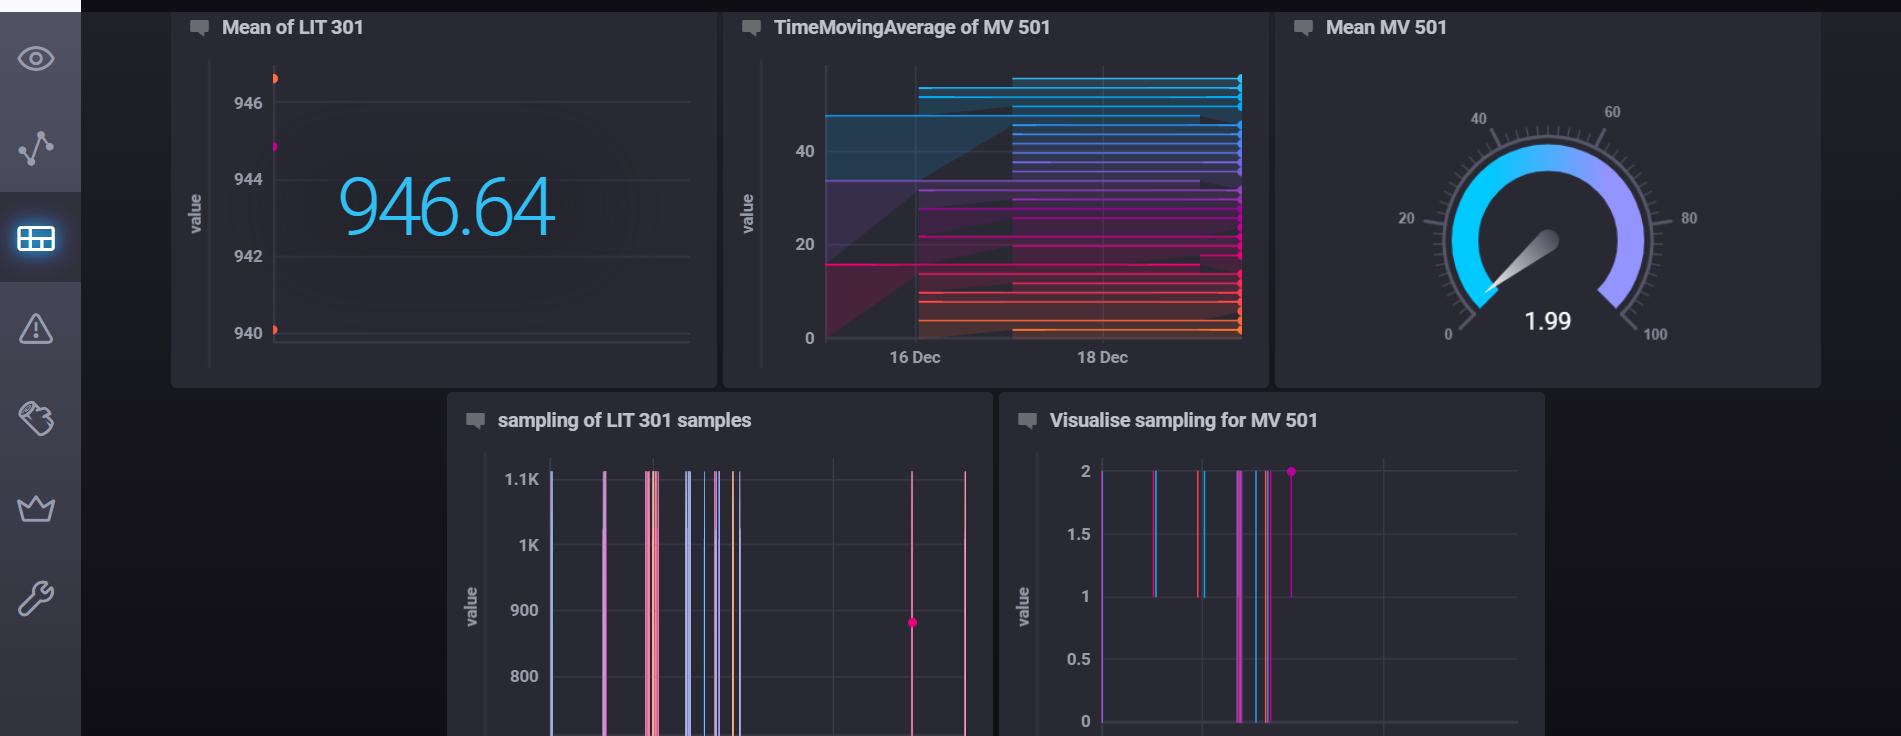 Mean of LIT 301
946
944
942
940
value
946.64
TimeMovingAverage of MV 501
40
20
0
value
16 Dec
18 Dec
Mean MV 501
0
20
40
60
80
100
1.99
sampling of LIT 301 samples
1.1K
1K
900
800
value
Visualise sampling for MV 501
2
1.5
1
0.5
0
value